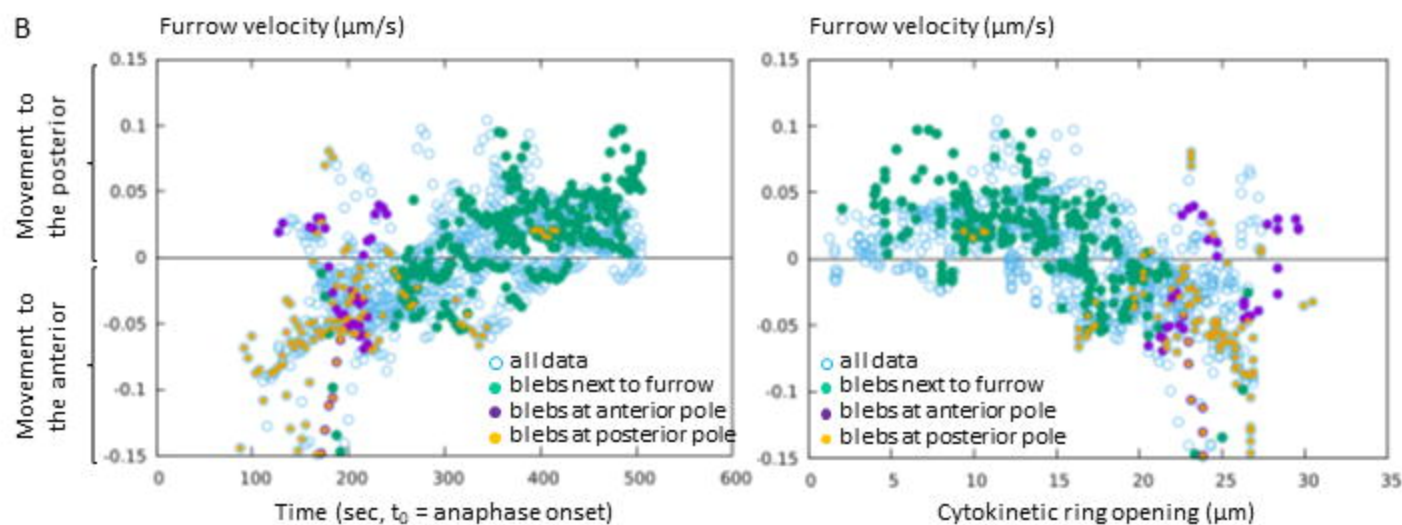 B
Furrow velocity (µm/s)
Movement to
the posterior
Movement to
the anterior
0.15
0.1
0.05
0
-0.05
-0.1
-0.15
0
100
200
300
400
500
600
all data
blebs next to furrow
blebs at anterior pole
blebs at posterior pole
Time (sec, t₀ = anaphase onset)
Furrow velocity (µm/s)
0.15
0.1
0.05
0
-0.05
-0.1
-0.15
0
5
10
15
20
25
30
35
all data
blebs next to furrow
blebs at anterior pole
blebs at posterior pole
Cytokinetic ring opening (µm)